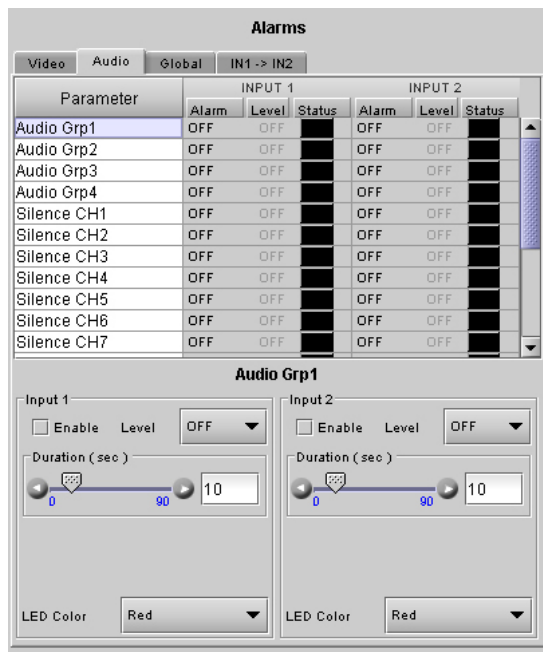 Alarms
Video Audio Global IN1 -> IN2
Parameter INPUT 1 INPUT 2
Alarm Level Status Alarm Level Status
Audio Grp1 OFF OFF OFF OFF
Audio Grp2 OFF OFF OFF OFF
Audio Grp3 OFF OFF OFF OFF
Audio Grp4 OFF OFF OFF OFF
Silence CH1 OFF OFF OFF OFF
Silence CH2 OFF OFF OFF OFF
Silence CH3 OFF OFF OFF OFF
Silence CH4 OFF OFF OFF OFF
Silence CH5 OFF OFF OFF OFF
Silence CH6 OFF OFF OFF OFF
Silence CH7 OFF OFF OFF OFF
Audio Grp1
Input 1 Input 2
Enable Level OFF Enable Level OFF
Duration ( sec ) Duration ( sec )
10 10
0 90 0 90
LED Color Red LED Color Red